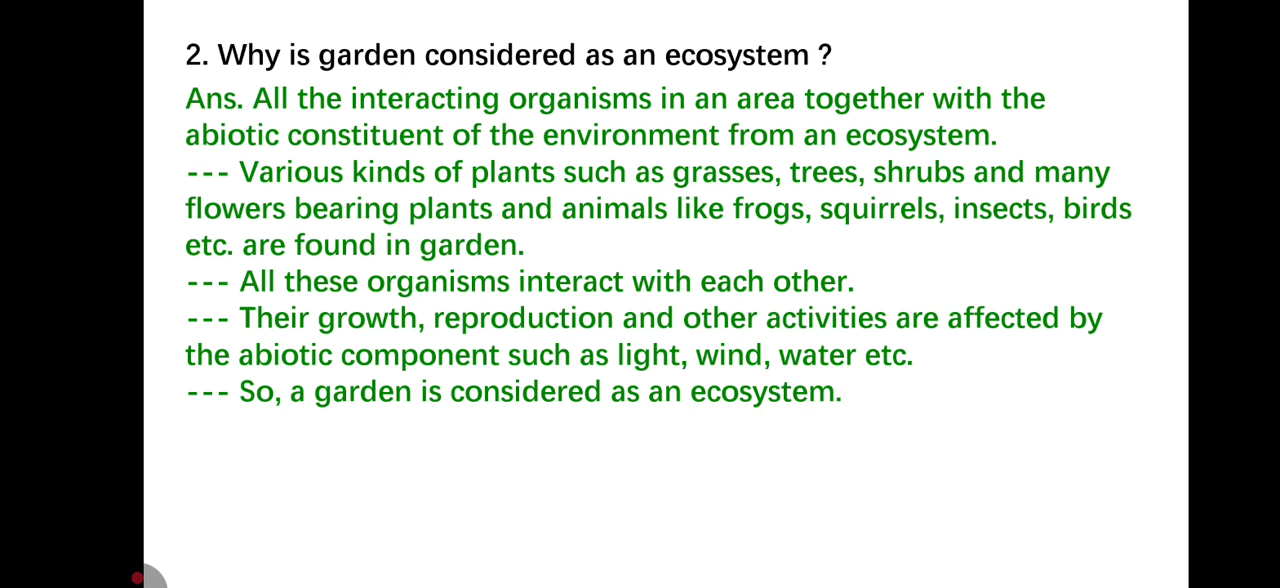 2. Why is garden considered as an ecosystem ?
Ans. All the interacting organisms in an area together with the
abiotic constituent of the environment from an ecosystem.
--- Various kinds of plants such as grasses, trees, shrubs and many
flowers bearing plants and animals like frogs, squirrels, insects, birds
etc. are found in garden.
--- All these organisms interact with each other.
--- Their growth, reproduction and other activities are affected by
the abiotic component such as light, wind, water etc.
--- So, a garden is considered as an ecosystem.